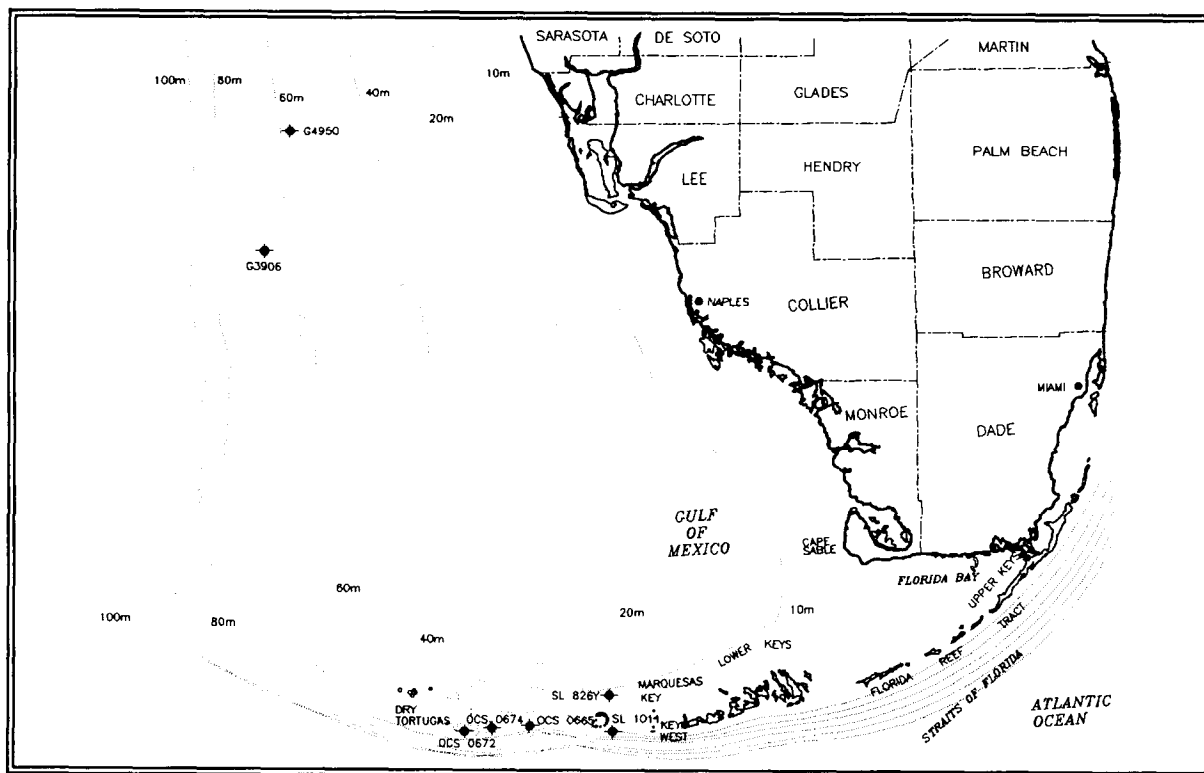 SARASOTA
DE SOTO
MARTIN
100m
80m
60m
40m
10m
20m
G4950
CHARLOTTE
GLADES
PALM BEACH
HENDRY
LEE
G3906
BROWARD
NAPLES
COLLIER
MIAMI
MONROE
DADE
GULF
OF
MEXICO
CAPE
SABLE
FLORIDA BAY
UPPER KEYS
60m
100m
80m
20m
10m
40m
TRACT
REEF
FLORIDA
STRAITS OF FLORIDA
LOWER KEYS
MARQUESAS
KEY
SL 826Y
DRY
TORTUGAS
OCS 0674
OCS 0665
SL 1011
KEY
WEST
OCS 0672
ATLANTIC
OCEAN